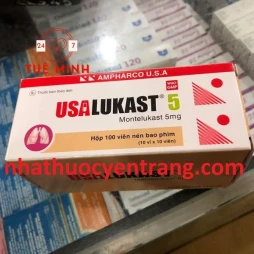 24 7
THẾ MINH
AMPHARCO U.S.A
USALUKAST® 5
Montelukast 5mg
Hộp 100 viên nén bao phim
(10 vỉ x 10 viên)
nhathuocyentrang.com
120